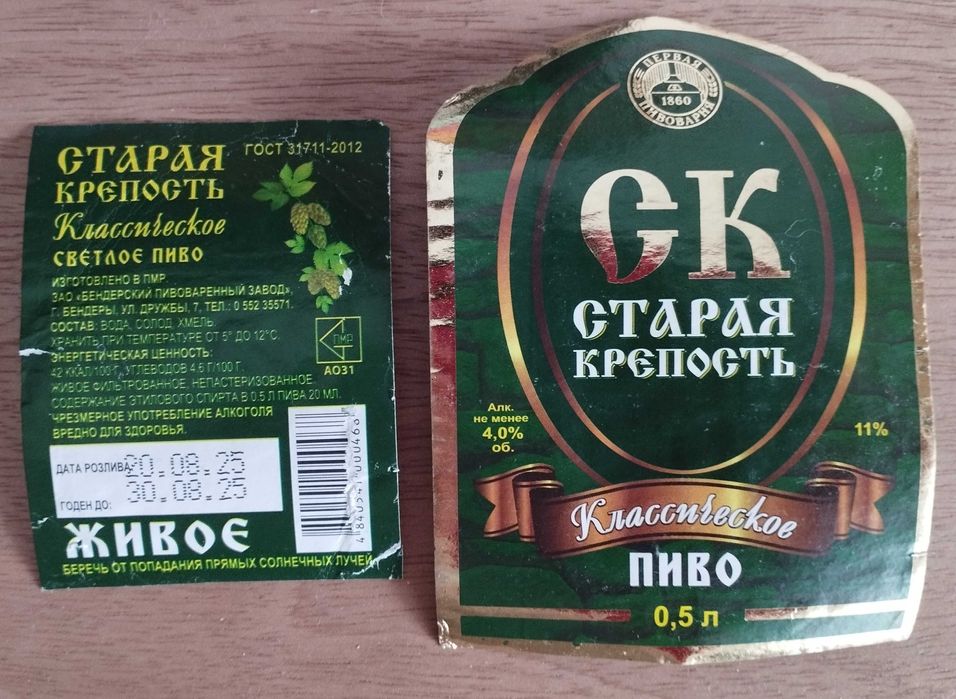 СТАРАЯ
КРЕПОСТЬ
ГОСТ 31711-2012
Классическое
СВЕТЛОЕ ПИВО
ИЗГОТОВЛЕНО В ПМР.
ЗАО «БЕНДЕРСКИЙ ПИВОВАРЕННЫЙ ЗАВОД»,
Г. БЕНДЕРЫ, УЛ. ДРУЖБЫ, 7, ТЕЛ.: 0 552 35571.
СОСТАВ: ВОДА, СОЛОД, ХМЕЛЬ.
ХРАНИТЬ ПРИ ТЕМПЕРАТУРЕ ОТ 5° ДО 12°С.
ЭНЕРГЕТИЧЕСКАЯ ЦЕННОСТЬ:
42 ККАЛ/100 Г, УГЛЕВОДОВ 4.6 Г/100 Г.
ЖИВОЕ ФИЛЬТРОВАННОЕ, НЕПАСТЕРИЗОВАННОЕ.
СОДЕРЖАНИЕ ЭТИЛОВОГО СПИРТА В 0.5 Л ПИВА 20 МЛ.
ЧРЕЗМЕРНОЕ УПОТРЕБЛЕНИЕ АЛКОГОЛЯ
ВРЕДНО ДЛЯ ЗДОРОВЬЯ.
ПМР
АО31
ДАТА РОЗЛИВА: 20.08.25
ГОДЕН ДО: 30.08.25
ЖИВОЕ
БЕРЕЧЬ ОТ ПОПАДАНИЯ ПРЯМЫХ СОЛНЕЧНЫХ ЛУЧЕЙ
ПЕРВАЯ
1860
ПИВОВАРНЯ
СК
СТАРАЯ
КРЕПОСТЬ
Алк.
не менее
4,0%
об.
11%
Классическое
ПИВО
0,5 л